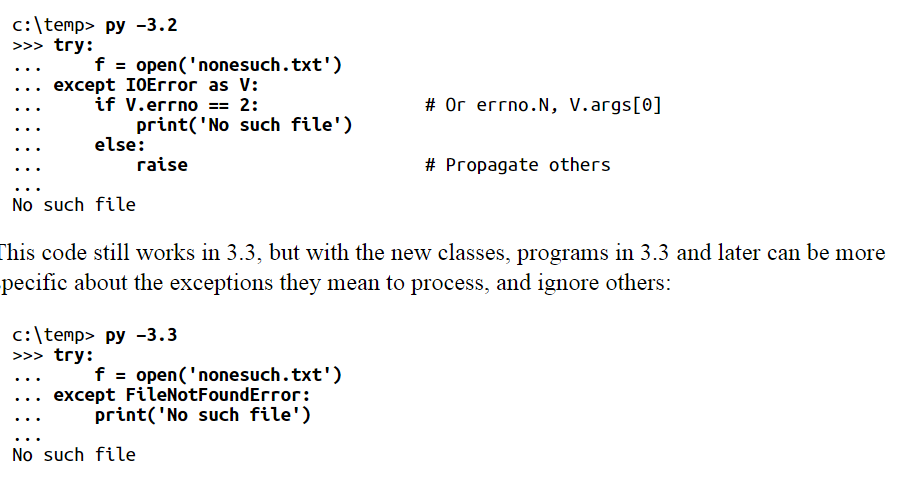 c:\temp> py −3.2
>>> try:
...     f = open('nonesuch.txt')
... except IOError as V:
...     if V.errno == 2:                # Or errno.N, V.args[0]
...         print('No such file')
...     else:
...         raise                       # Propagate others
...
No such file
This code still works in 3.3, but with the new classes, programs in 3.3 and later can be more
specific about the exceptions they mean to process, and ignore others:
c:\temp> py −3.3
>>> try:
...     f = open('nonesuch.txt')
... except FileNotFoundError:
...     print('No such file')
...
No such file